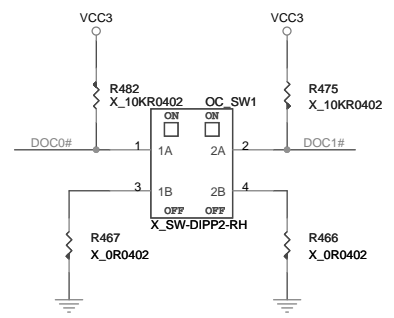 VCC3 VCC3
R482 R475
X_10KR0402 OC_SW1 X_10KR0402
ON ON
DOC0# 1 1A 2A 2 DOC1#
3 1B 2B 4
OFF OFF
X_SW-DIPP2-RH
R467 R466
X_0R0402 X_0R0402